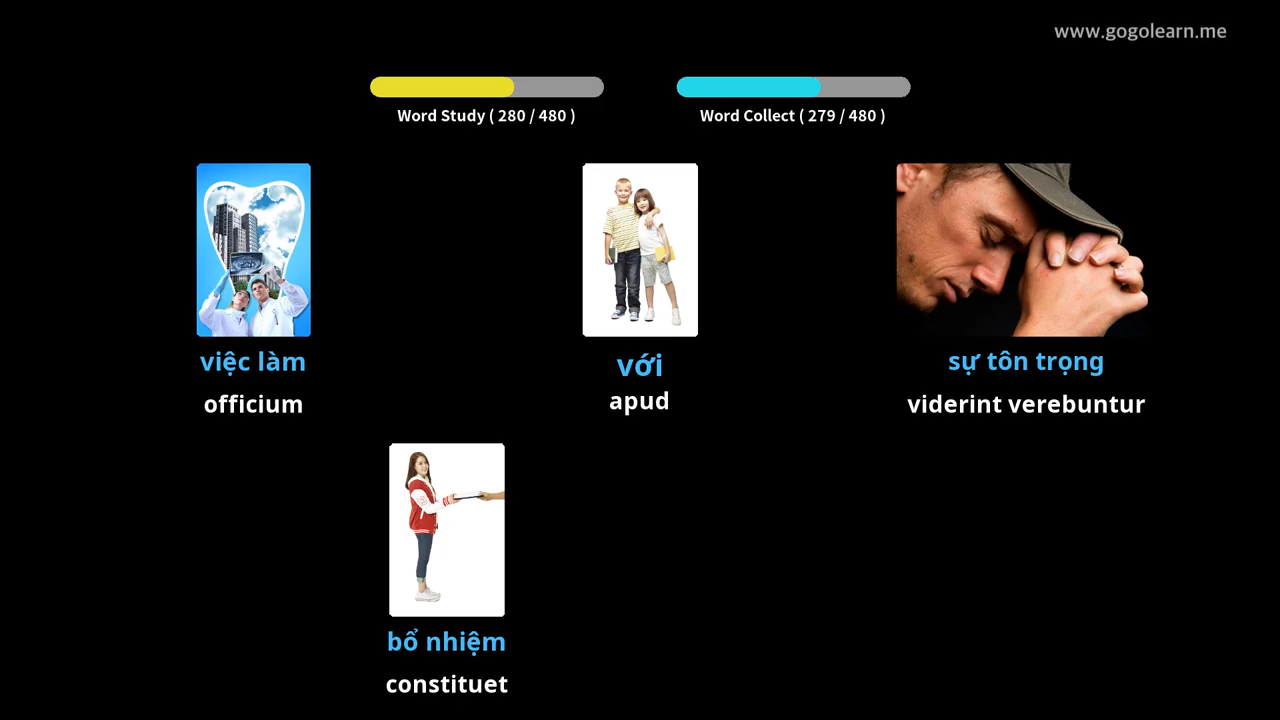 www.gogolearn.me
Word Study ( 280 / 480 )
Word Collect ( 279 / 480 )
việc làm
officium
với
apud
sự tôn trọng
viderint verebuntur
bổ nhiệm
constituet